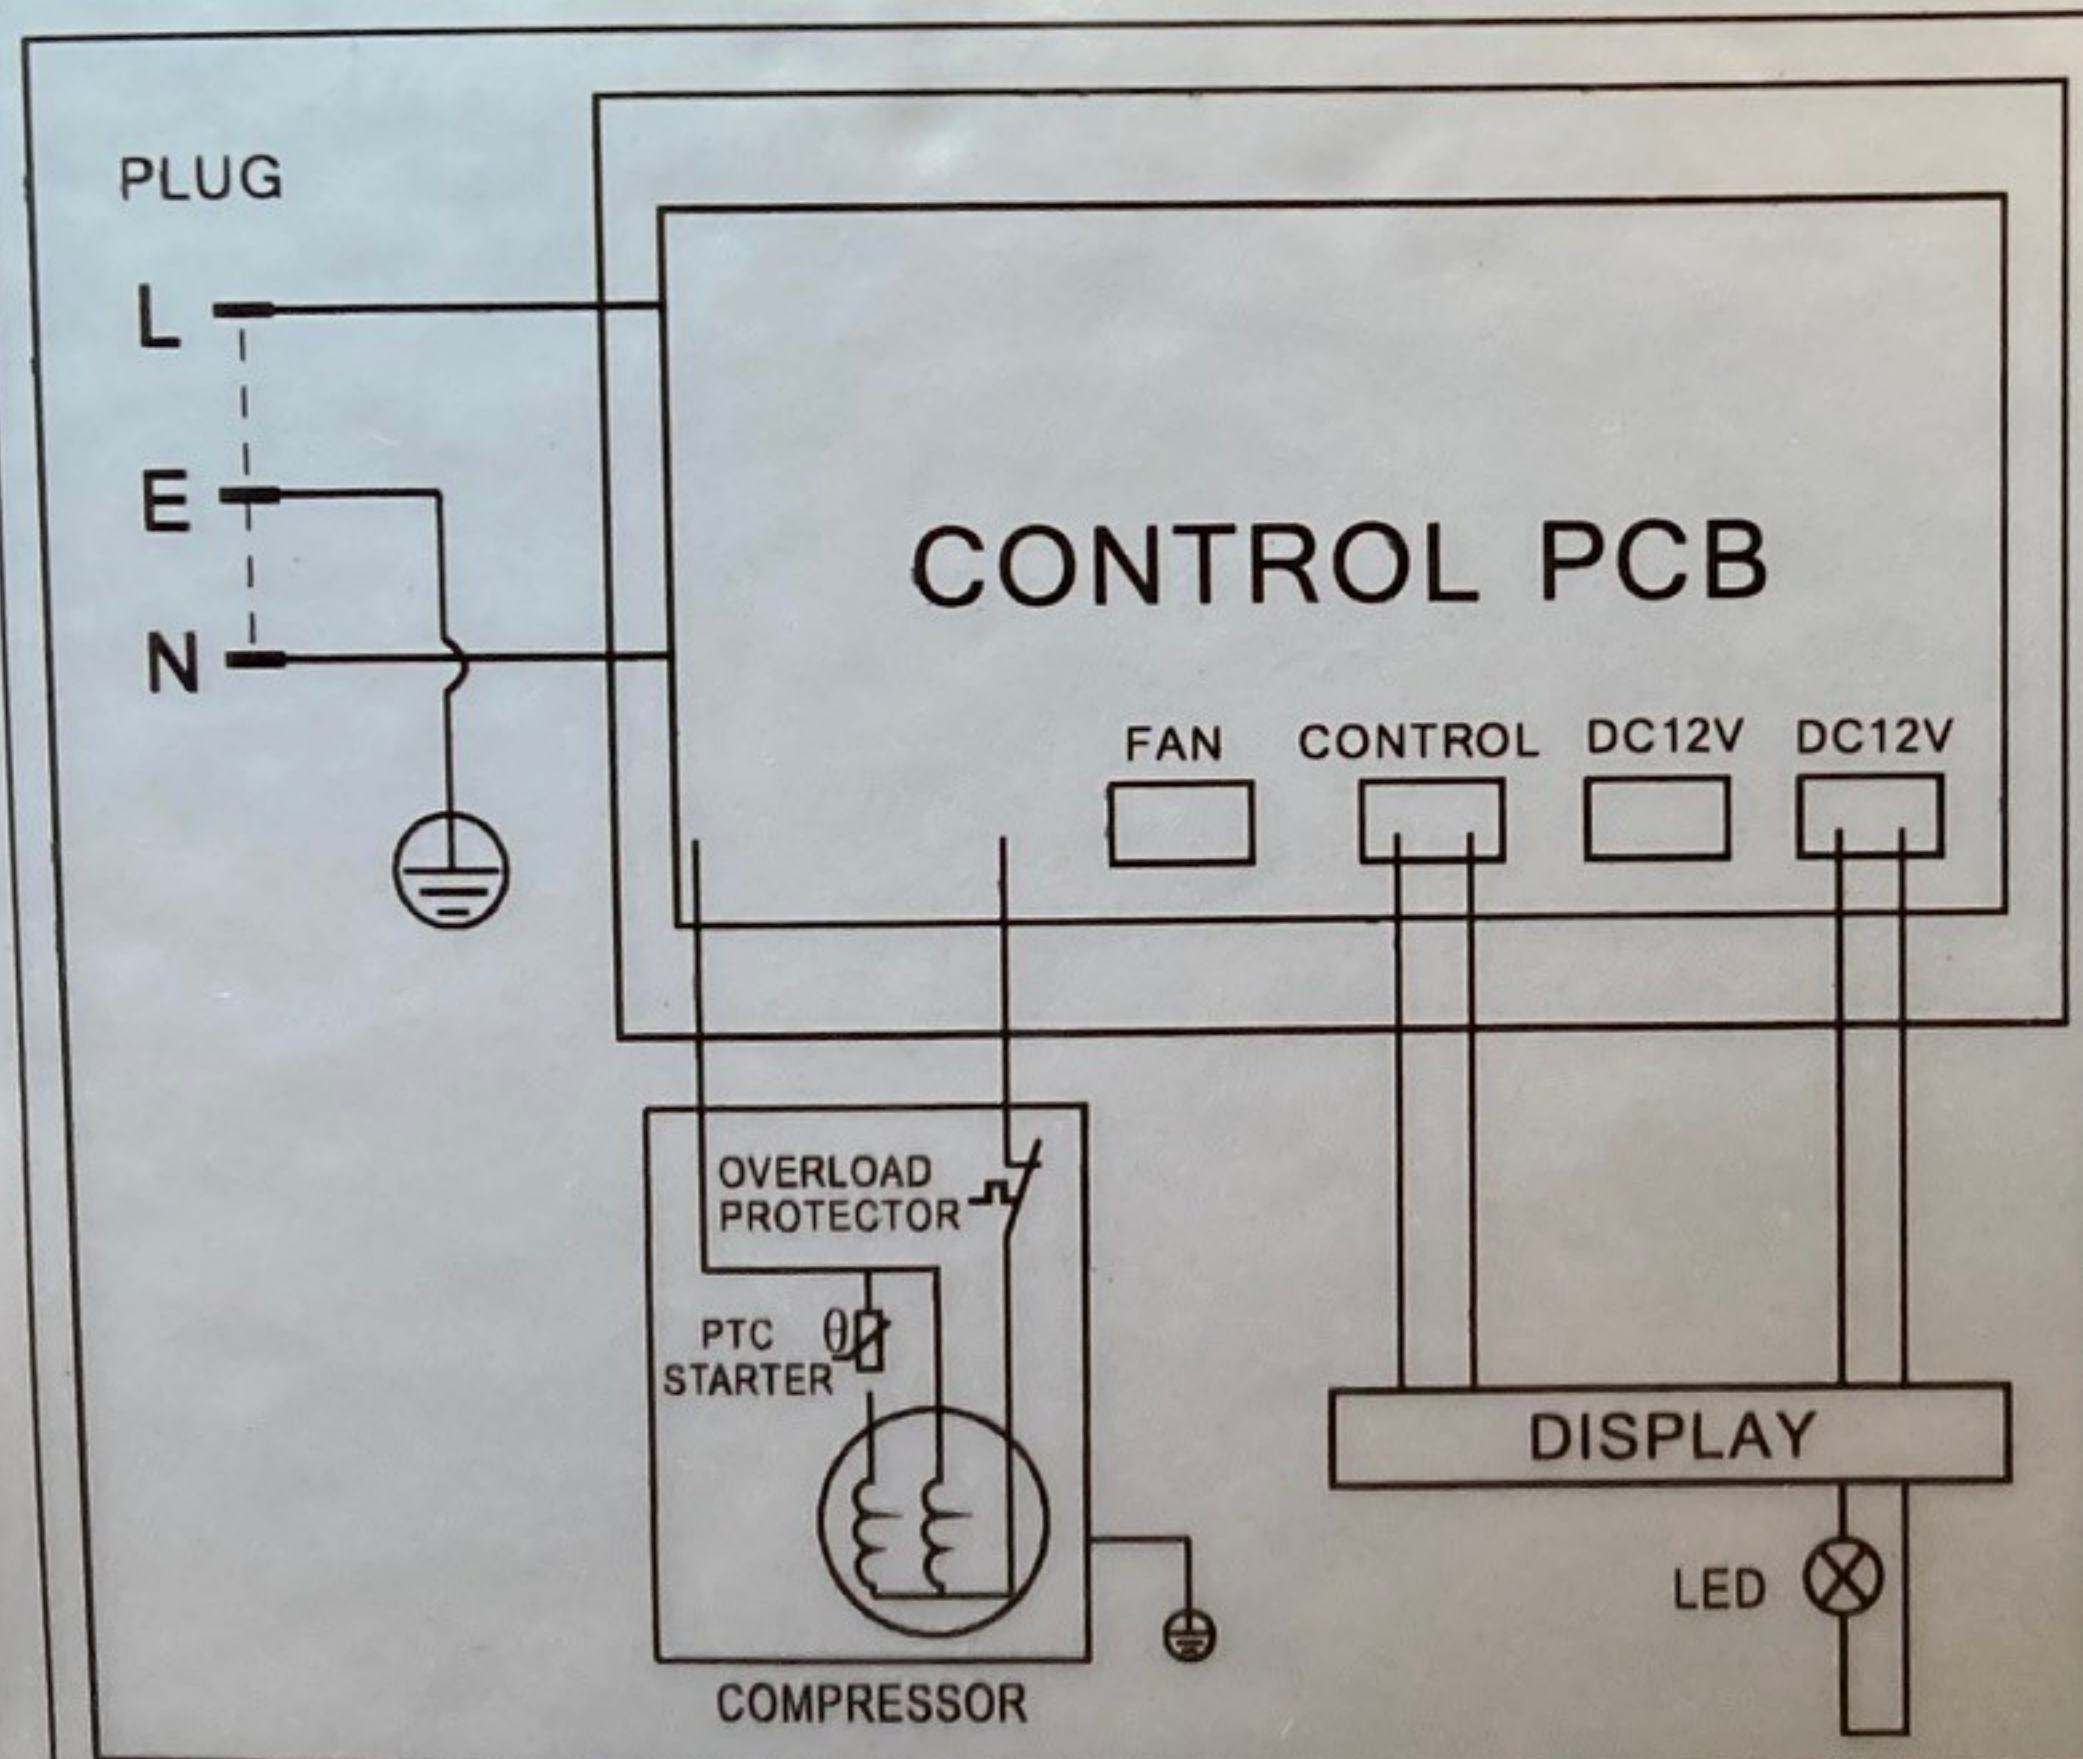 PLUG
L
E
N
CONTROL PCB
FAN CONTROL DC12V DC12V
OVERLOAD
PROTECTOR
PTC θ
STARTER
DISPLAY
LED
COMPRESSOR